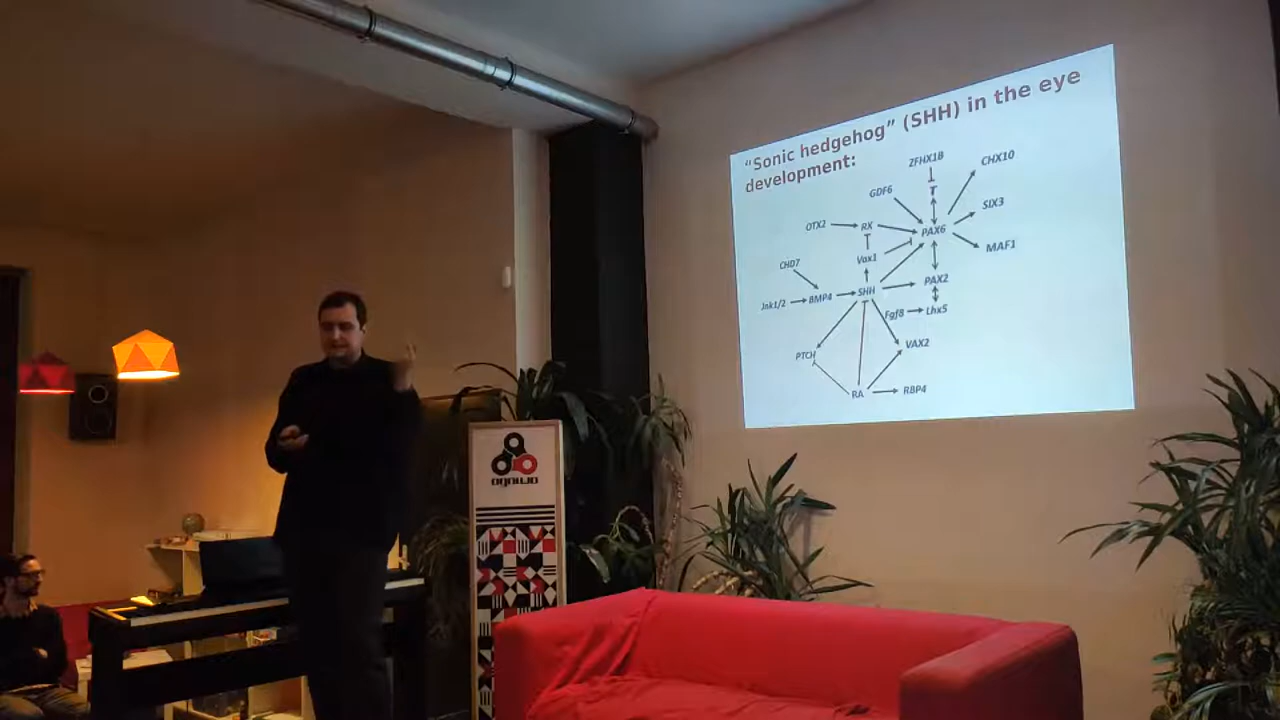 “Sonic hedgehog” (SHH) in the eye
development:
ZFHX1B
CHX10
GDF6
SIX3
OTX2
RX
PAX6
MAF1
Vax1
CHD7
PAX2
Jnk1/2
BMP4
SHH
Fgf8
Lhx5
VAX2
PTCH
RA
RBP4